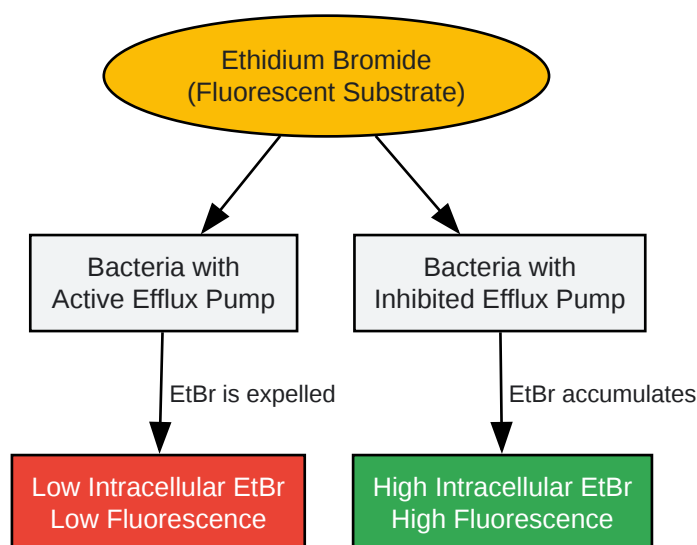 Ethidium Bromide
(Fluorescent Substrate)
Bacteria with
Active Efflux Pump
Bacteria with
Inhibited Efflux Pump
EtBr is expelled
EtBr accumulates
Low Intracellular EtBr
Low Fluorescence
High Intracellular EtBr
High Fluorescence